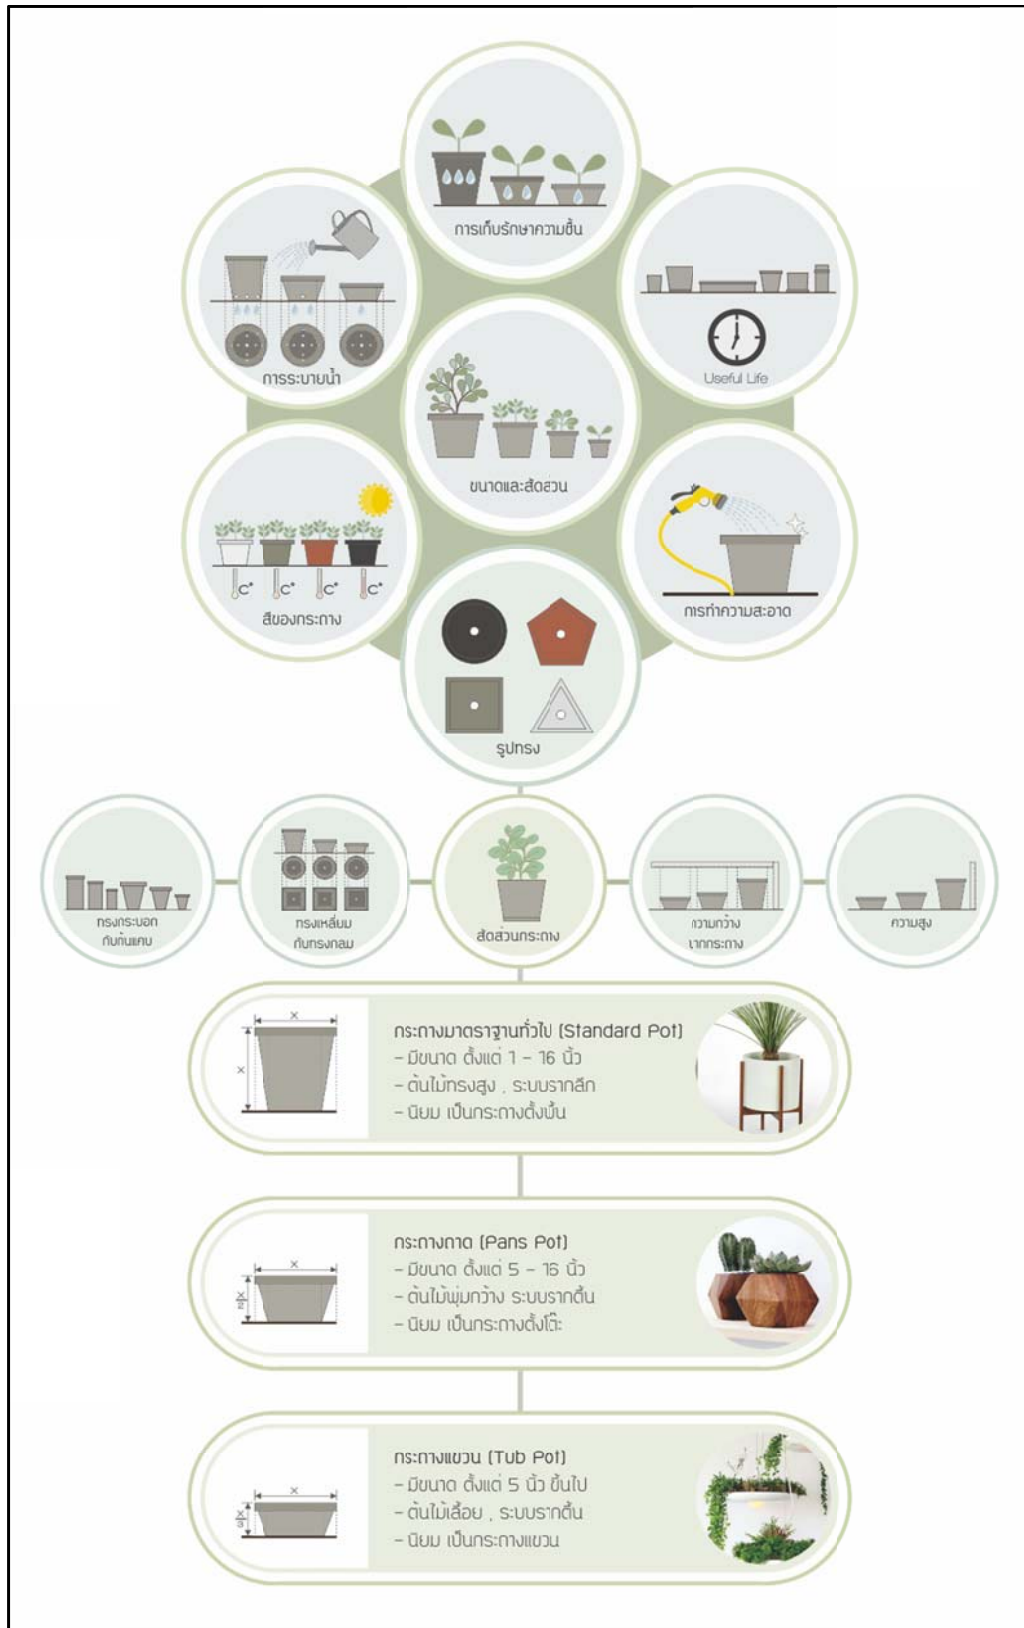 การเก็บรักษาความชื้น
การระบายน้ำ
Useful Life
ขนาดและสัดส่วน
สีของกระถาง
C°
C°
C°
C°
การทำความสะอาด
รูปทรง
ทรงกระบอก
กับก้นแคบ
ทรงเหลี่ยม
กับทรงกลม
สัดส่วนกระถาง
ความกว้าง
ปากกระถาง
ความสูง
X
X
กระถางมาตราฐานทั่วไป (Standard Pot)
- มีขนาด ตั้งแต่ 1 - 16 นิ้ว
- ต้นไม้ทรงสูง , ระบบรากลึก
- นิยม เป็นกระถางตั้งพื้น
X
X/2
กระถางถาด (Pans Pot)
- มีขนาด ตั้งแต่ 5 - 16 นิ้ว
- ต้นไม้พุ่มกว้าง ระบบรากตื้น
- นิยม เป็นกระถางตั้งโต๊ะ
X
X/3
กระถางแขวน (Tub Pot)
- มีขนาด ตั้งแต่ 5 นิ้ว ขึ้นไป
- ต้นไม้เลื้อย , ระบบรากตื้น
- นิยม เป็นกระถางแขวน